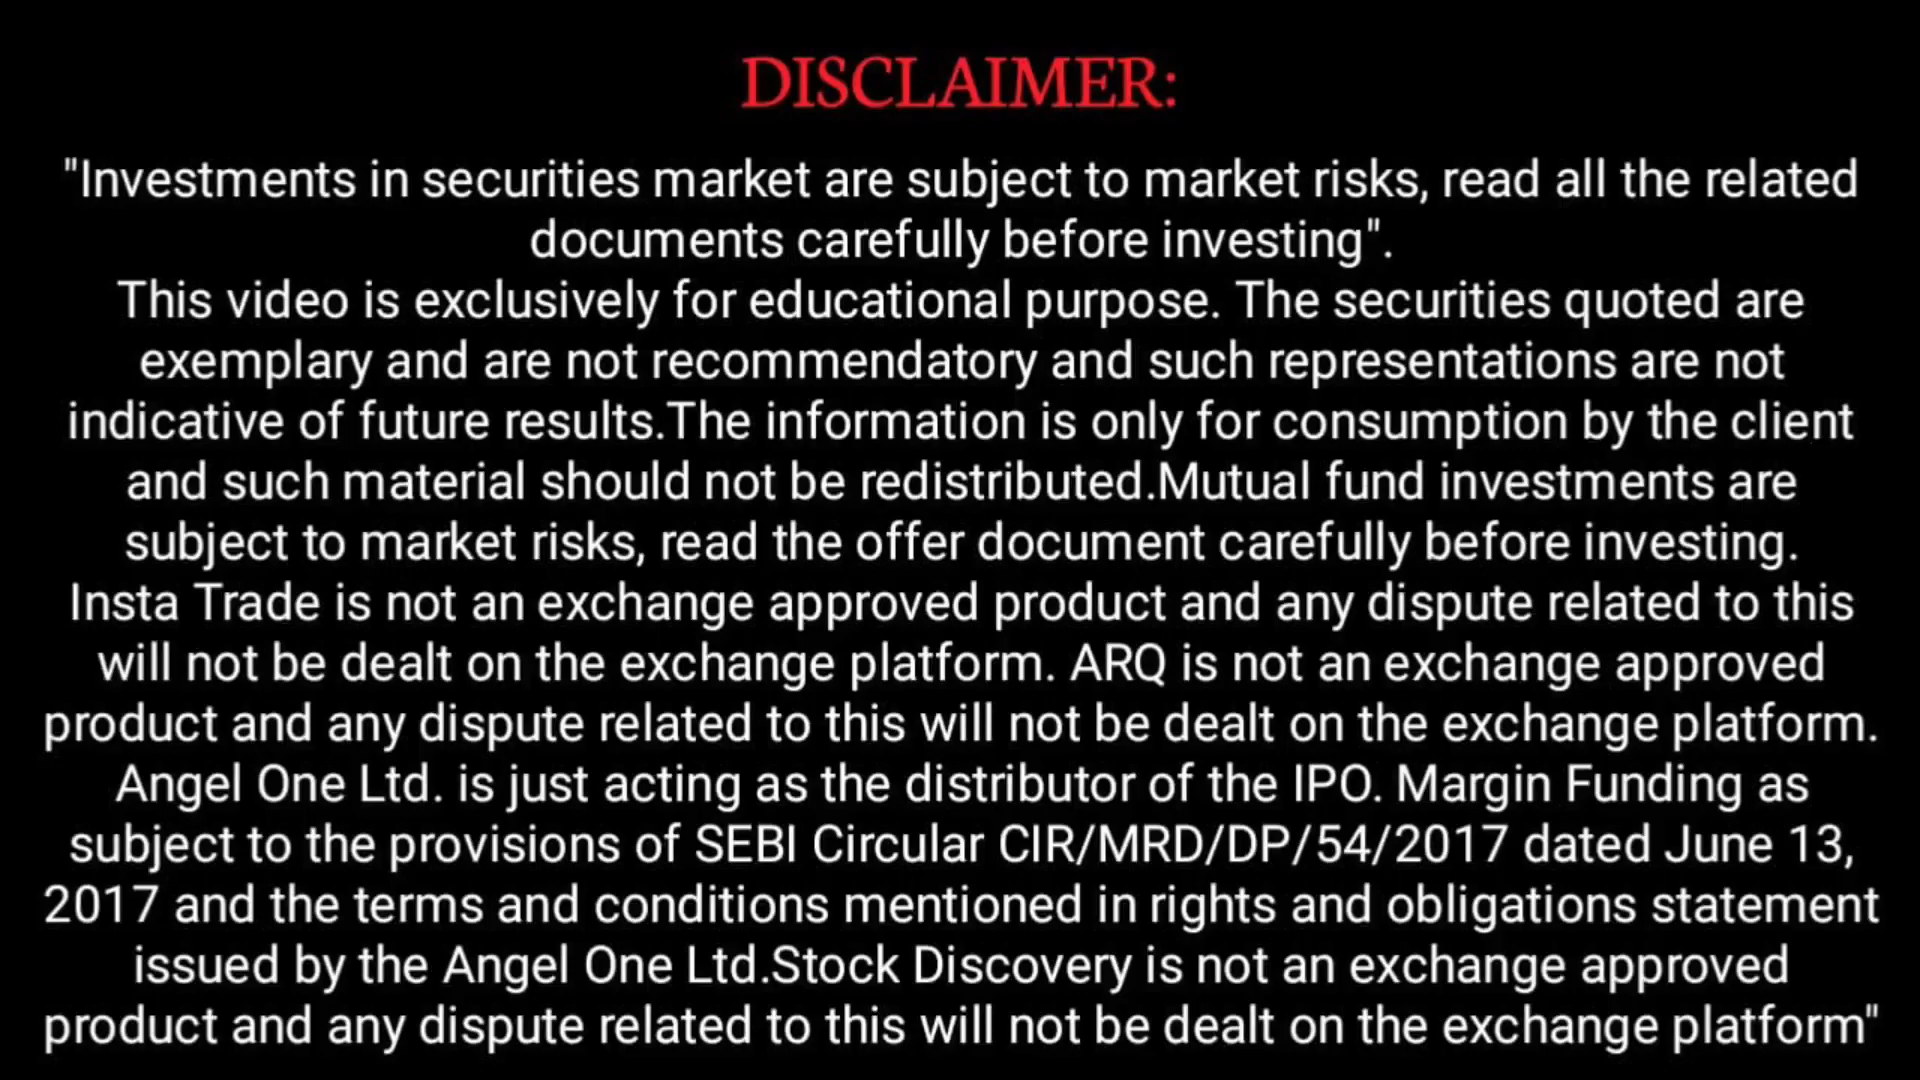 DISCLAIMER:
"Investments in securities market are subject to market risks, read all the related
documents carefully before investing".
This video is exclusively for educational purpose. The securities quoted are
exemplary and are not recommendatory and such representations are not
indicative of future results.The information is only for consumption by the client
and such material should not be redistributed.Mutual fund investments are
subject to market risks, read the offer document carefully before investing.
Insta Trade is not an exchange approved product and any dispute related to this
will not be dealt on the exchange platform. ARQ is not an exchange approved
product and any dispute related to this will not be dealt on the exchange platform.
Angel One Ltd. is just acting as the distributor of the IPO. Margin Funding as
subject to the provisions of SEBI Circular CIR/MRD/DP/54/2017 dated June 13,
2017 and the terms and conditions mentioned in rights and obligations statement
issued by the Angel One Ltd.Stock Discovery is not an exchange approved
product and any dispute related to this will not be dealt on the exchange platform"